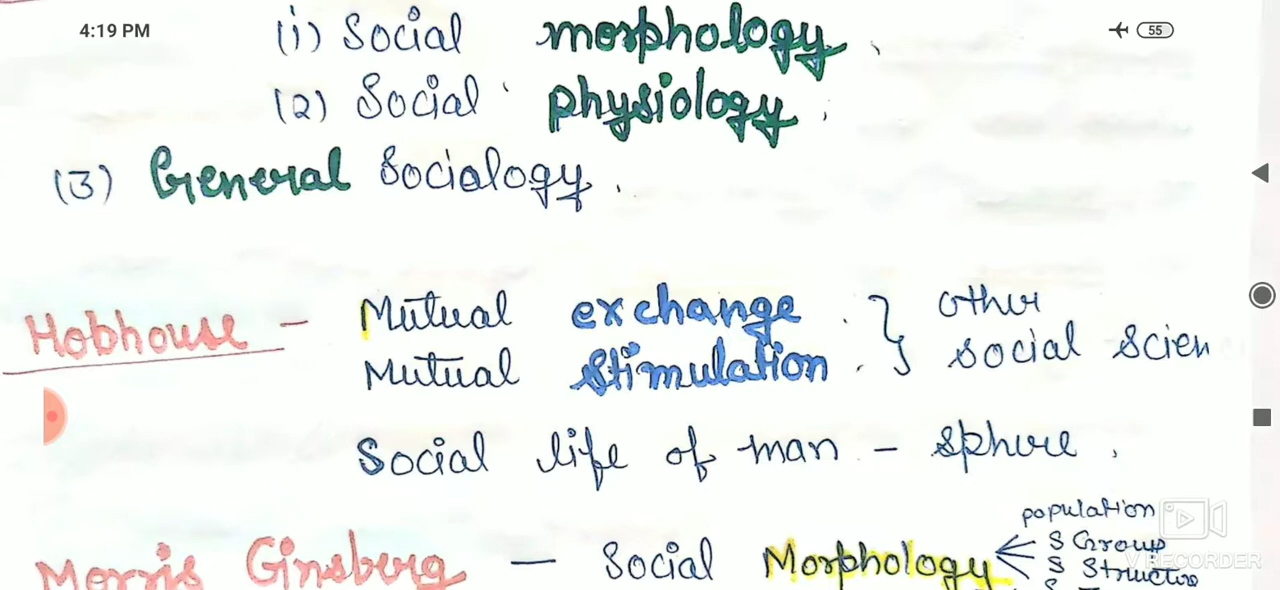 4:19 PM
55
(i) Social morphology.
(2) Social physiology.
(3) General Sociology.
Hobhouse - Mutual exchange. } other
Mutual Stimulation. social scien
Social life of man - sphere.
population
Morris Ginsberg - Social Morphology S Group
S Structure
V RECORDER